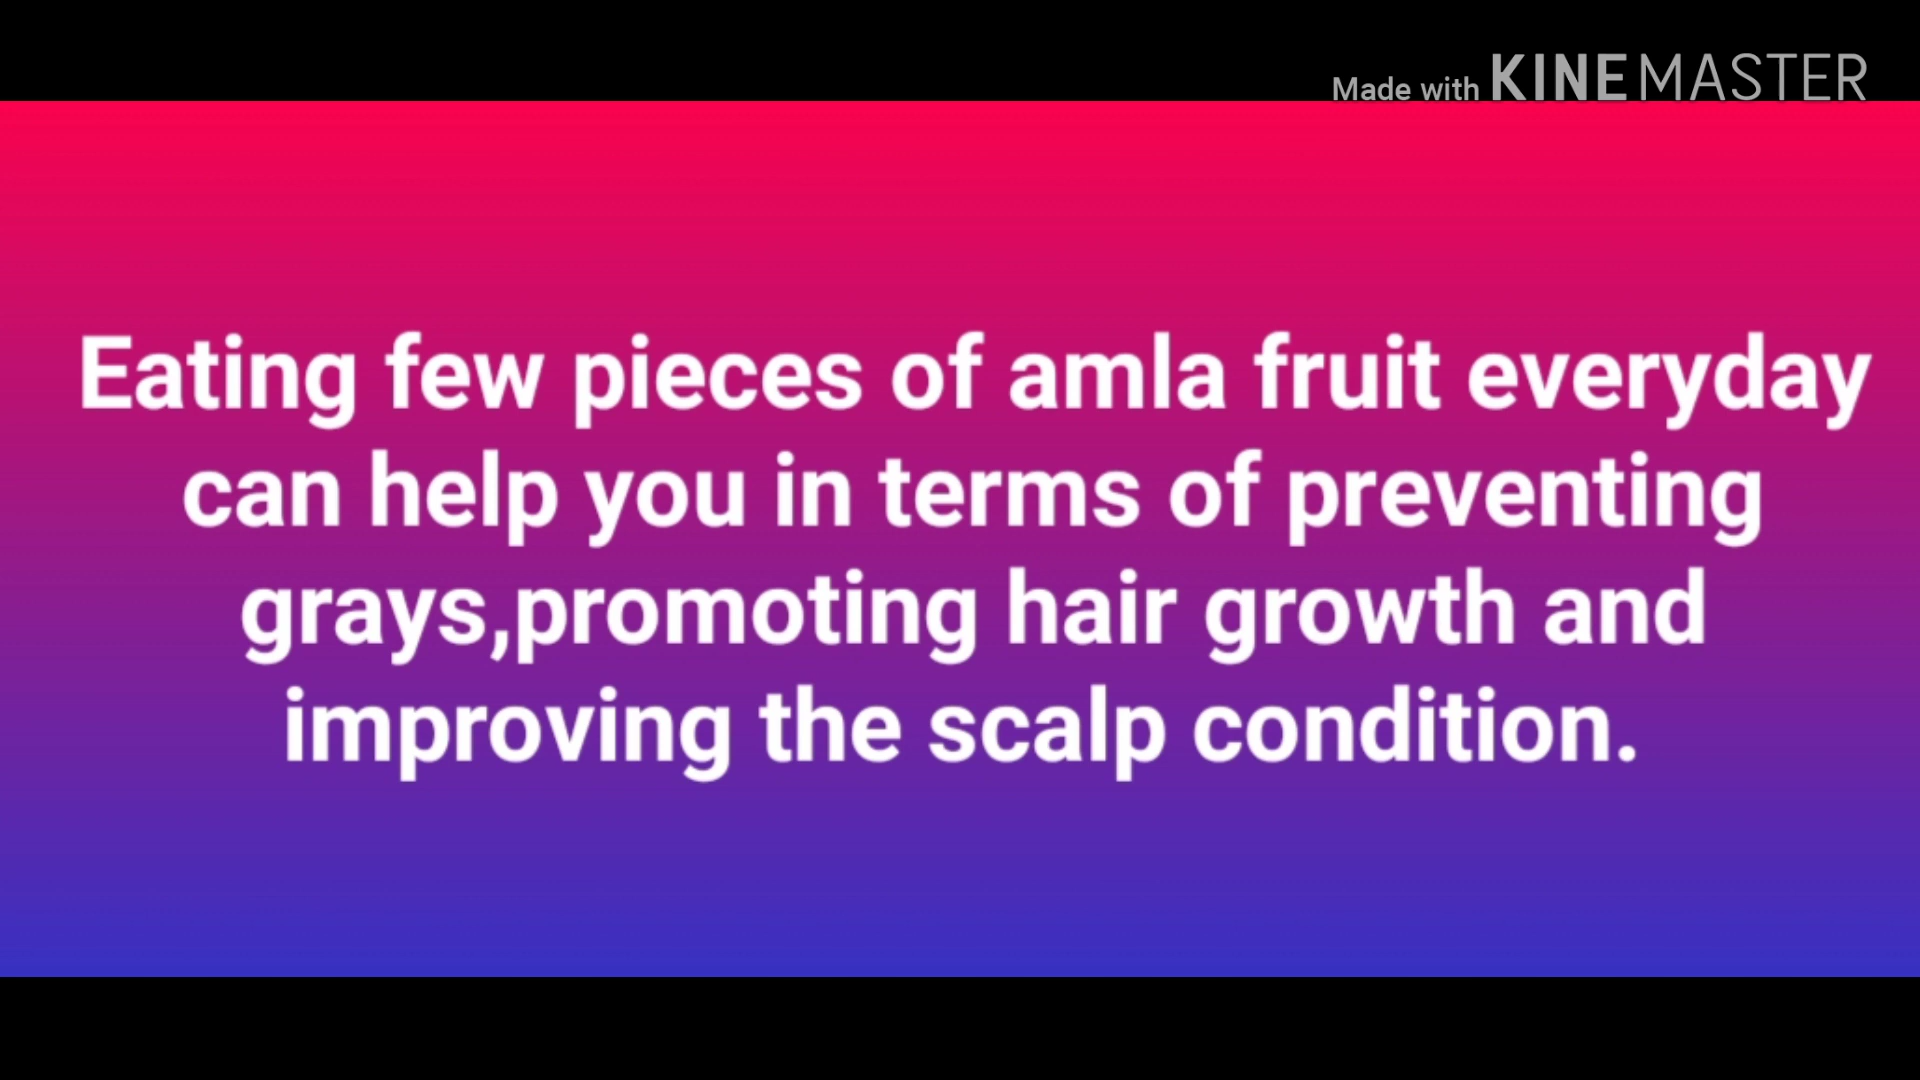 Made with KINEMASTER
Eating few pieces of amla fruit everyday
can help you in terms of preventing
grays,promoting hair growth and
improving the scalp condition.